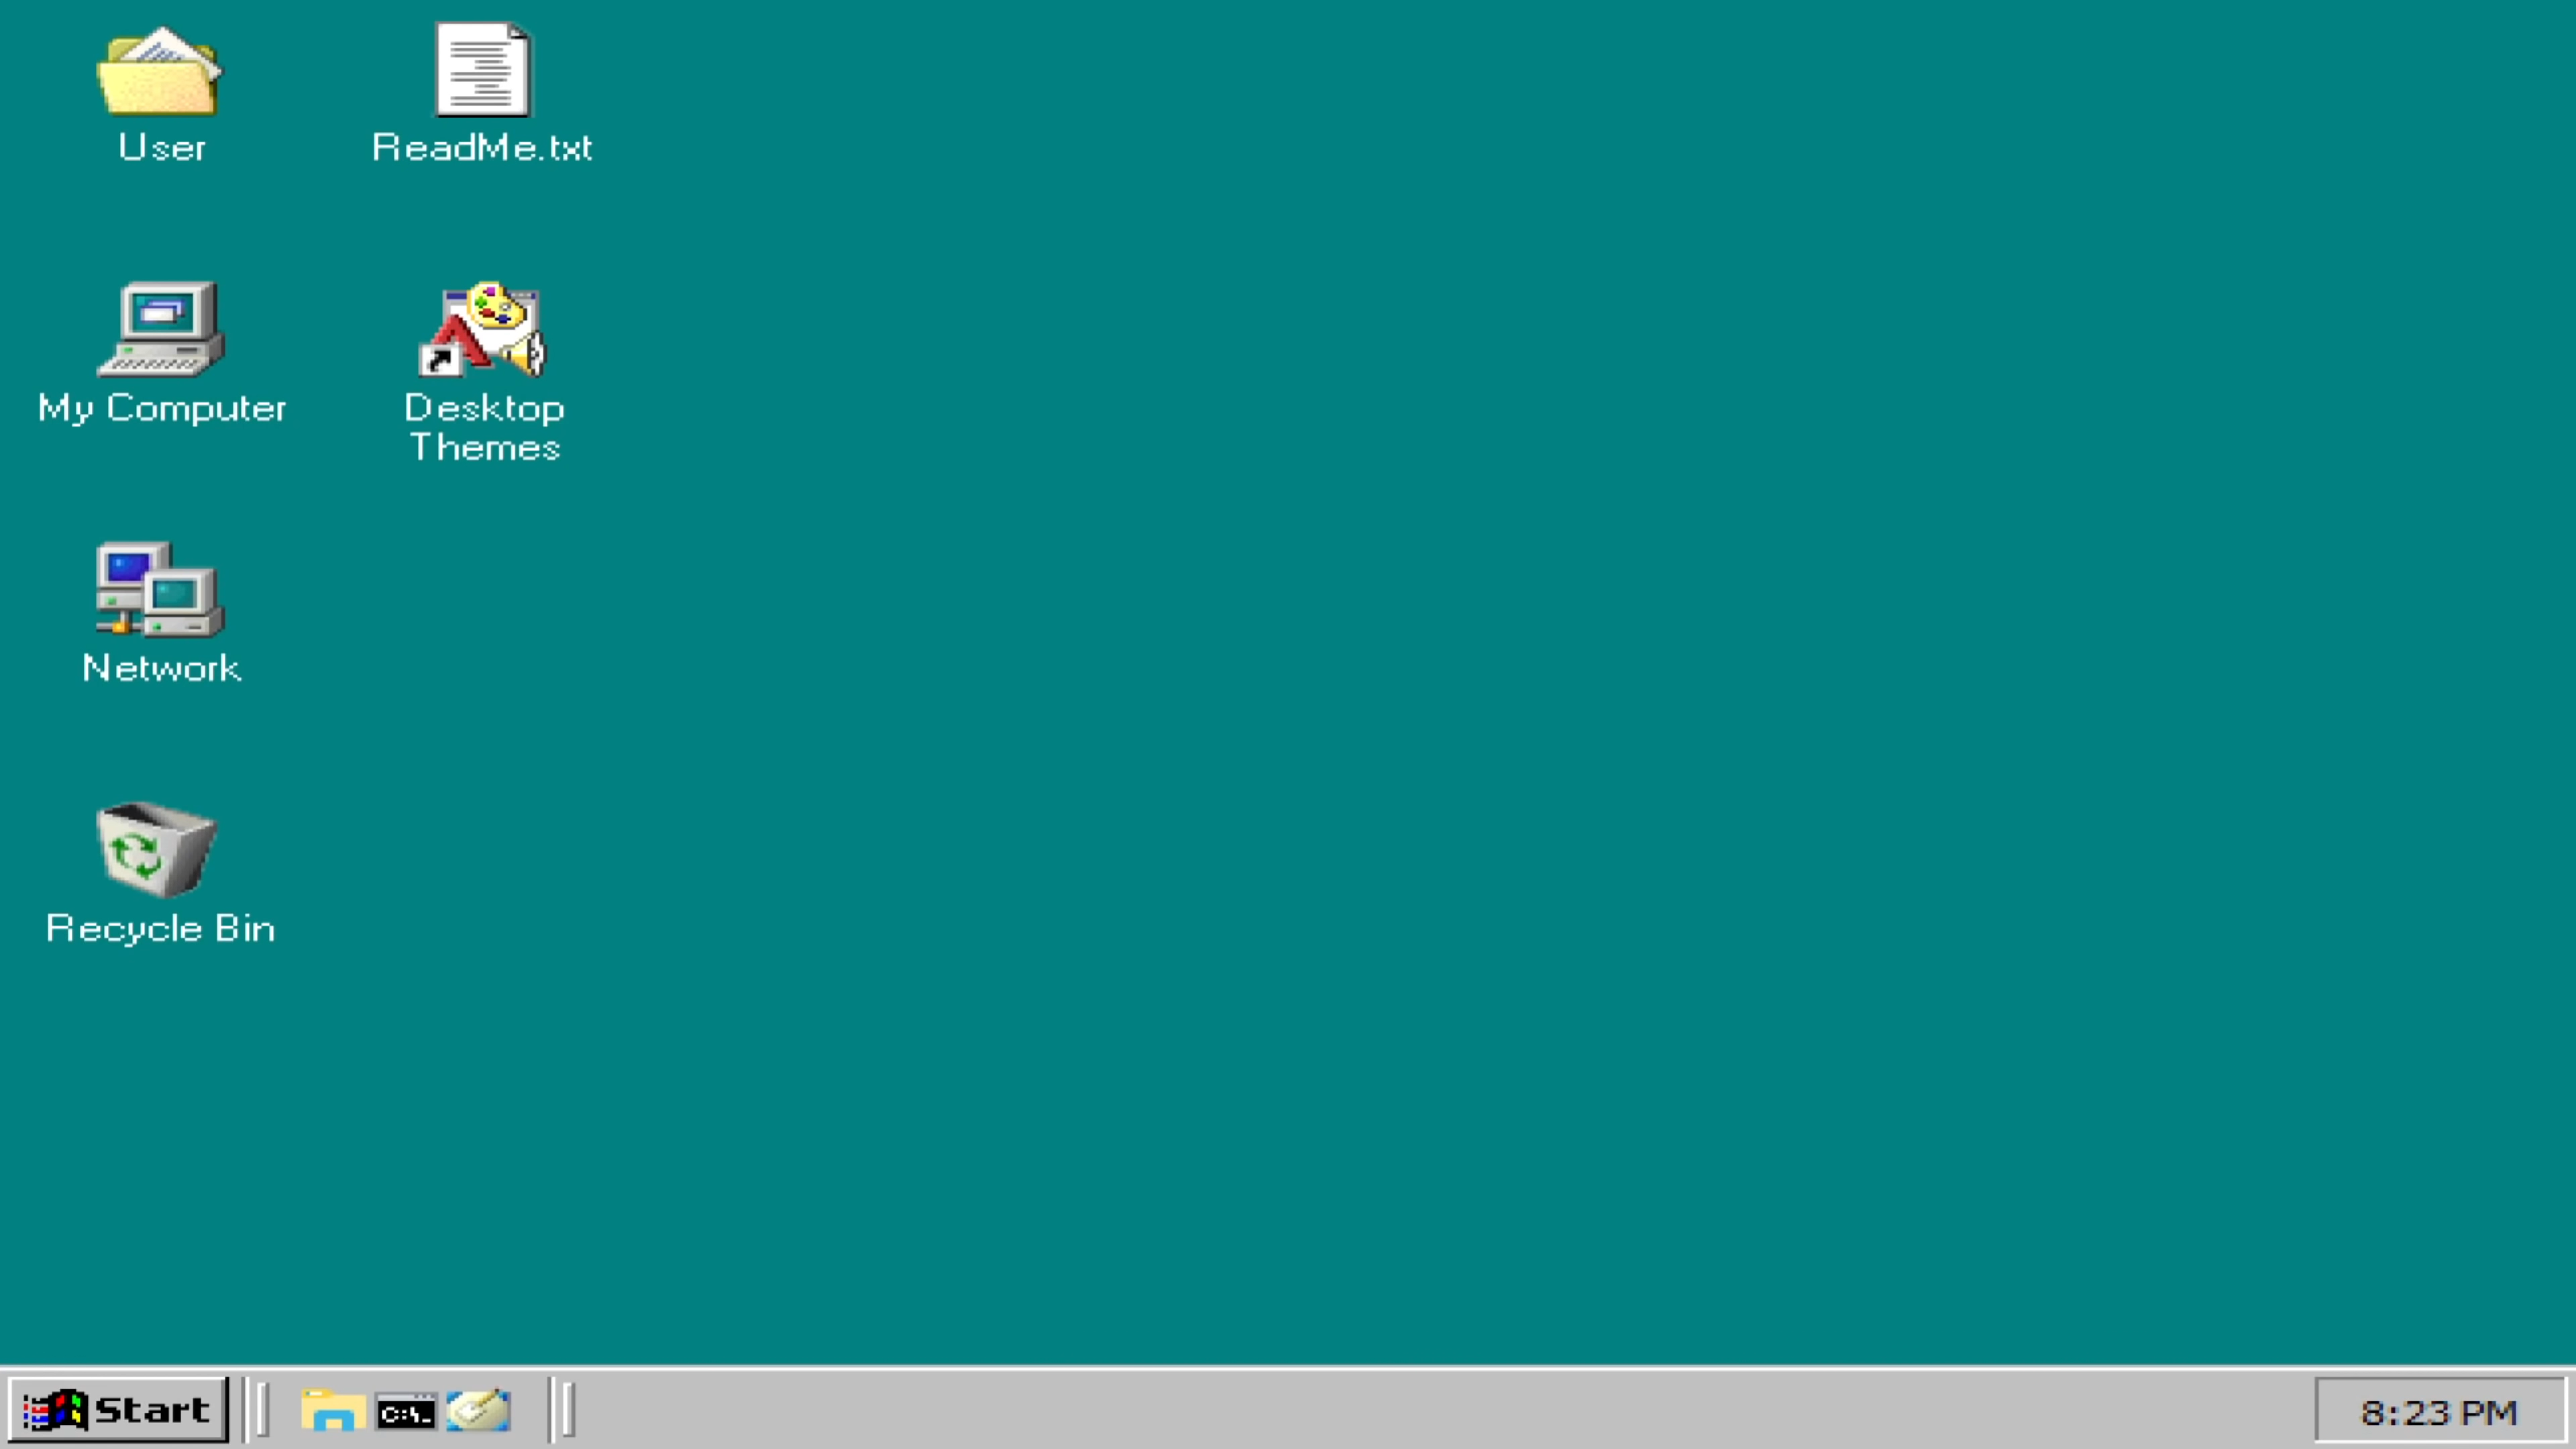 User
ReadMe.txt
My Computer
Desktop
Themes
Network
Recycle Bin
Start
C:\_
8:23 PM